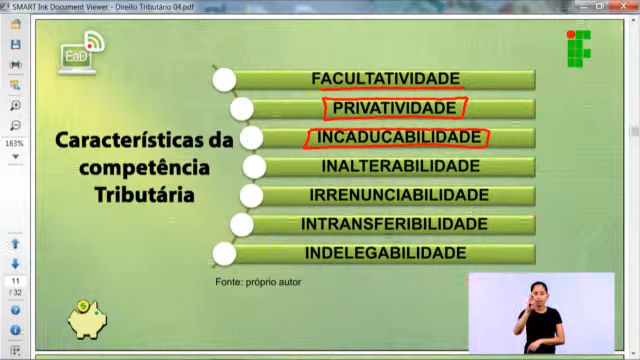 SMART Ink Document Viewer - Direito Tributário 04.pdf
EaD
163%
11
/ 32
Características da
competência
Tributária
FACULTATIVIDADE
PRIVATIVIDADE
INCADUCABILIDADE
INALTERABILIDADE
IRRENUNCIABILIDADE
INTRANSFERIBILIDADE
INDELEGABILIDADE
Fonte: próprio autor